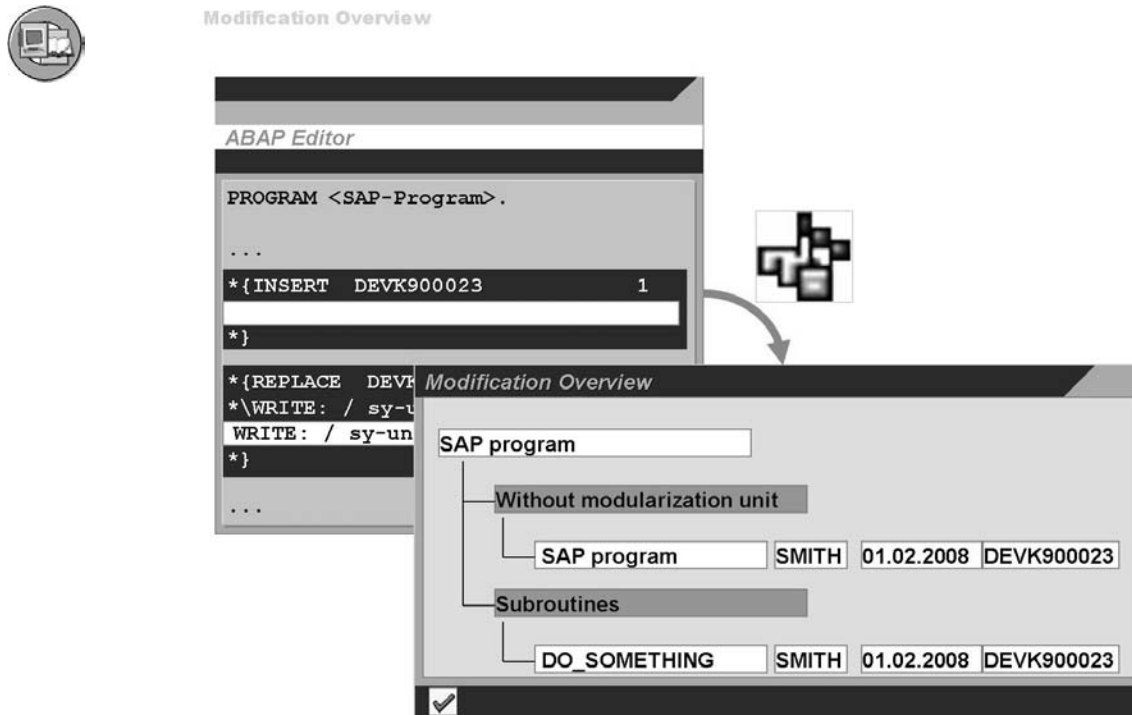 Modification Overview
ABAP Editor
PROGRAM <SAP-Program>.
...
*{INSERT DEVK900023 1
*}
*{REPLACE DEVK
*\WRITE: / sy-u
WRITE: / sy-un
*}
...
Modification Overview
SAP program
Without modularization unit
SAP program SMITH 01.02.2008 DEVK900023
Subroutines
DO_SOMETHING SMITH 01.02.2008 DEVK900023